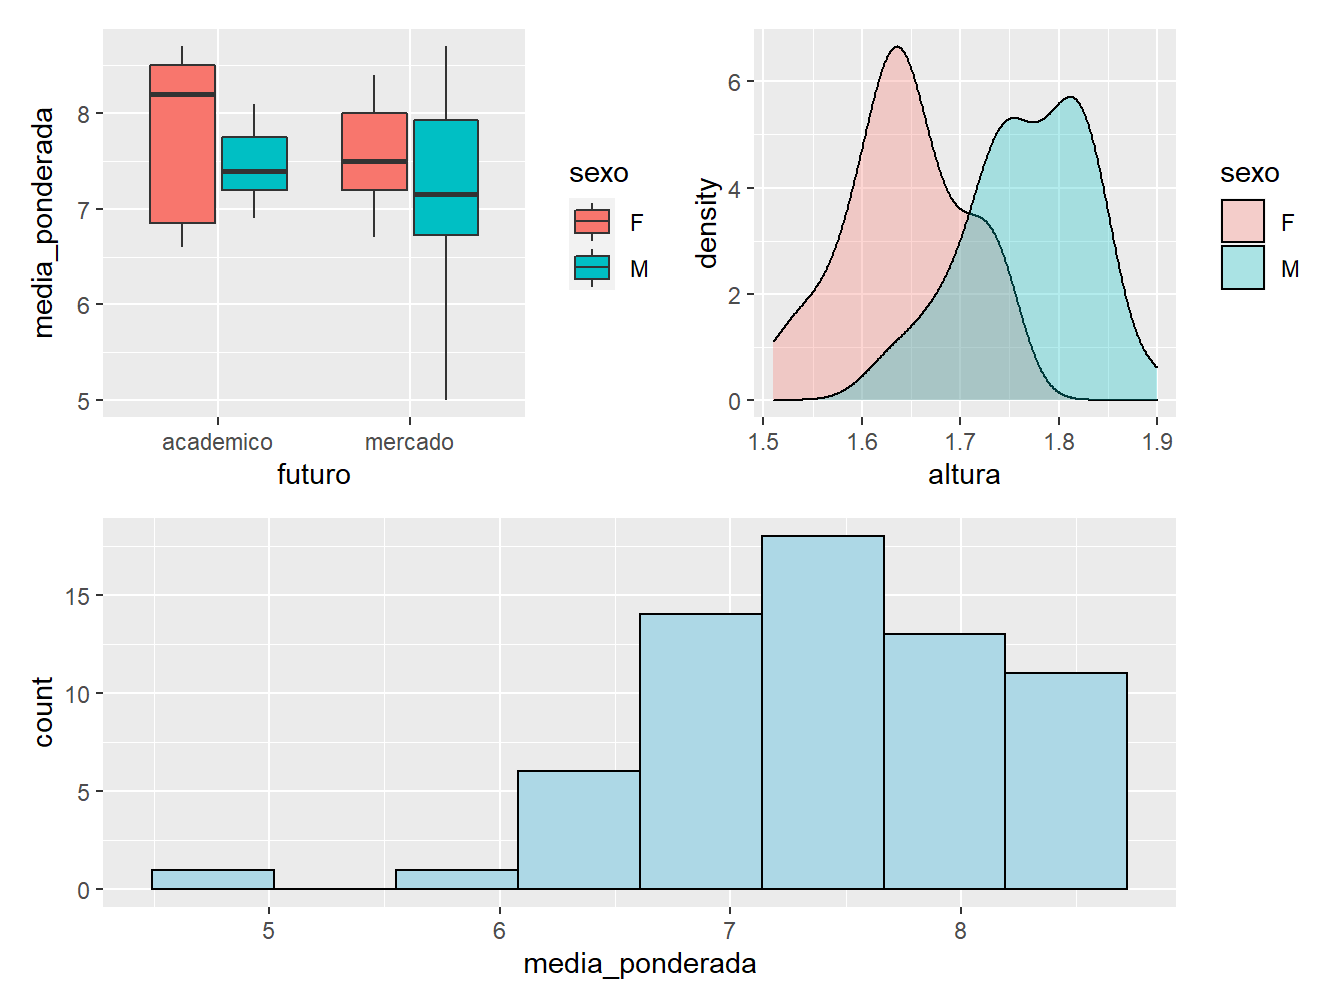 media_ponderada
8
7
6
5
academico mercado
futuro
sexo
F
M
density
6
4
2
0
1.5 1.6 1.7 1.8 1.9
altura
sexo
F
M
count
15
10
5
0
5 6 7 8
media_ponderada